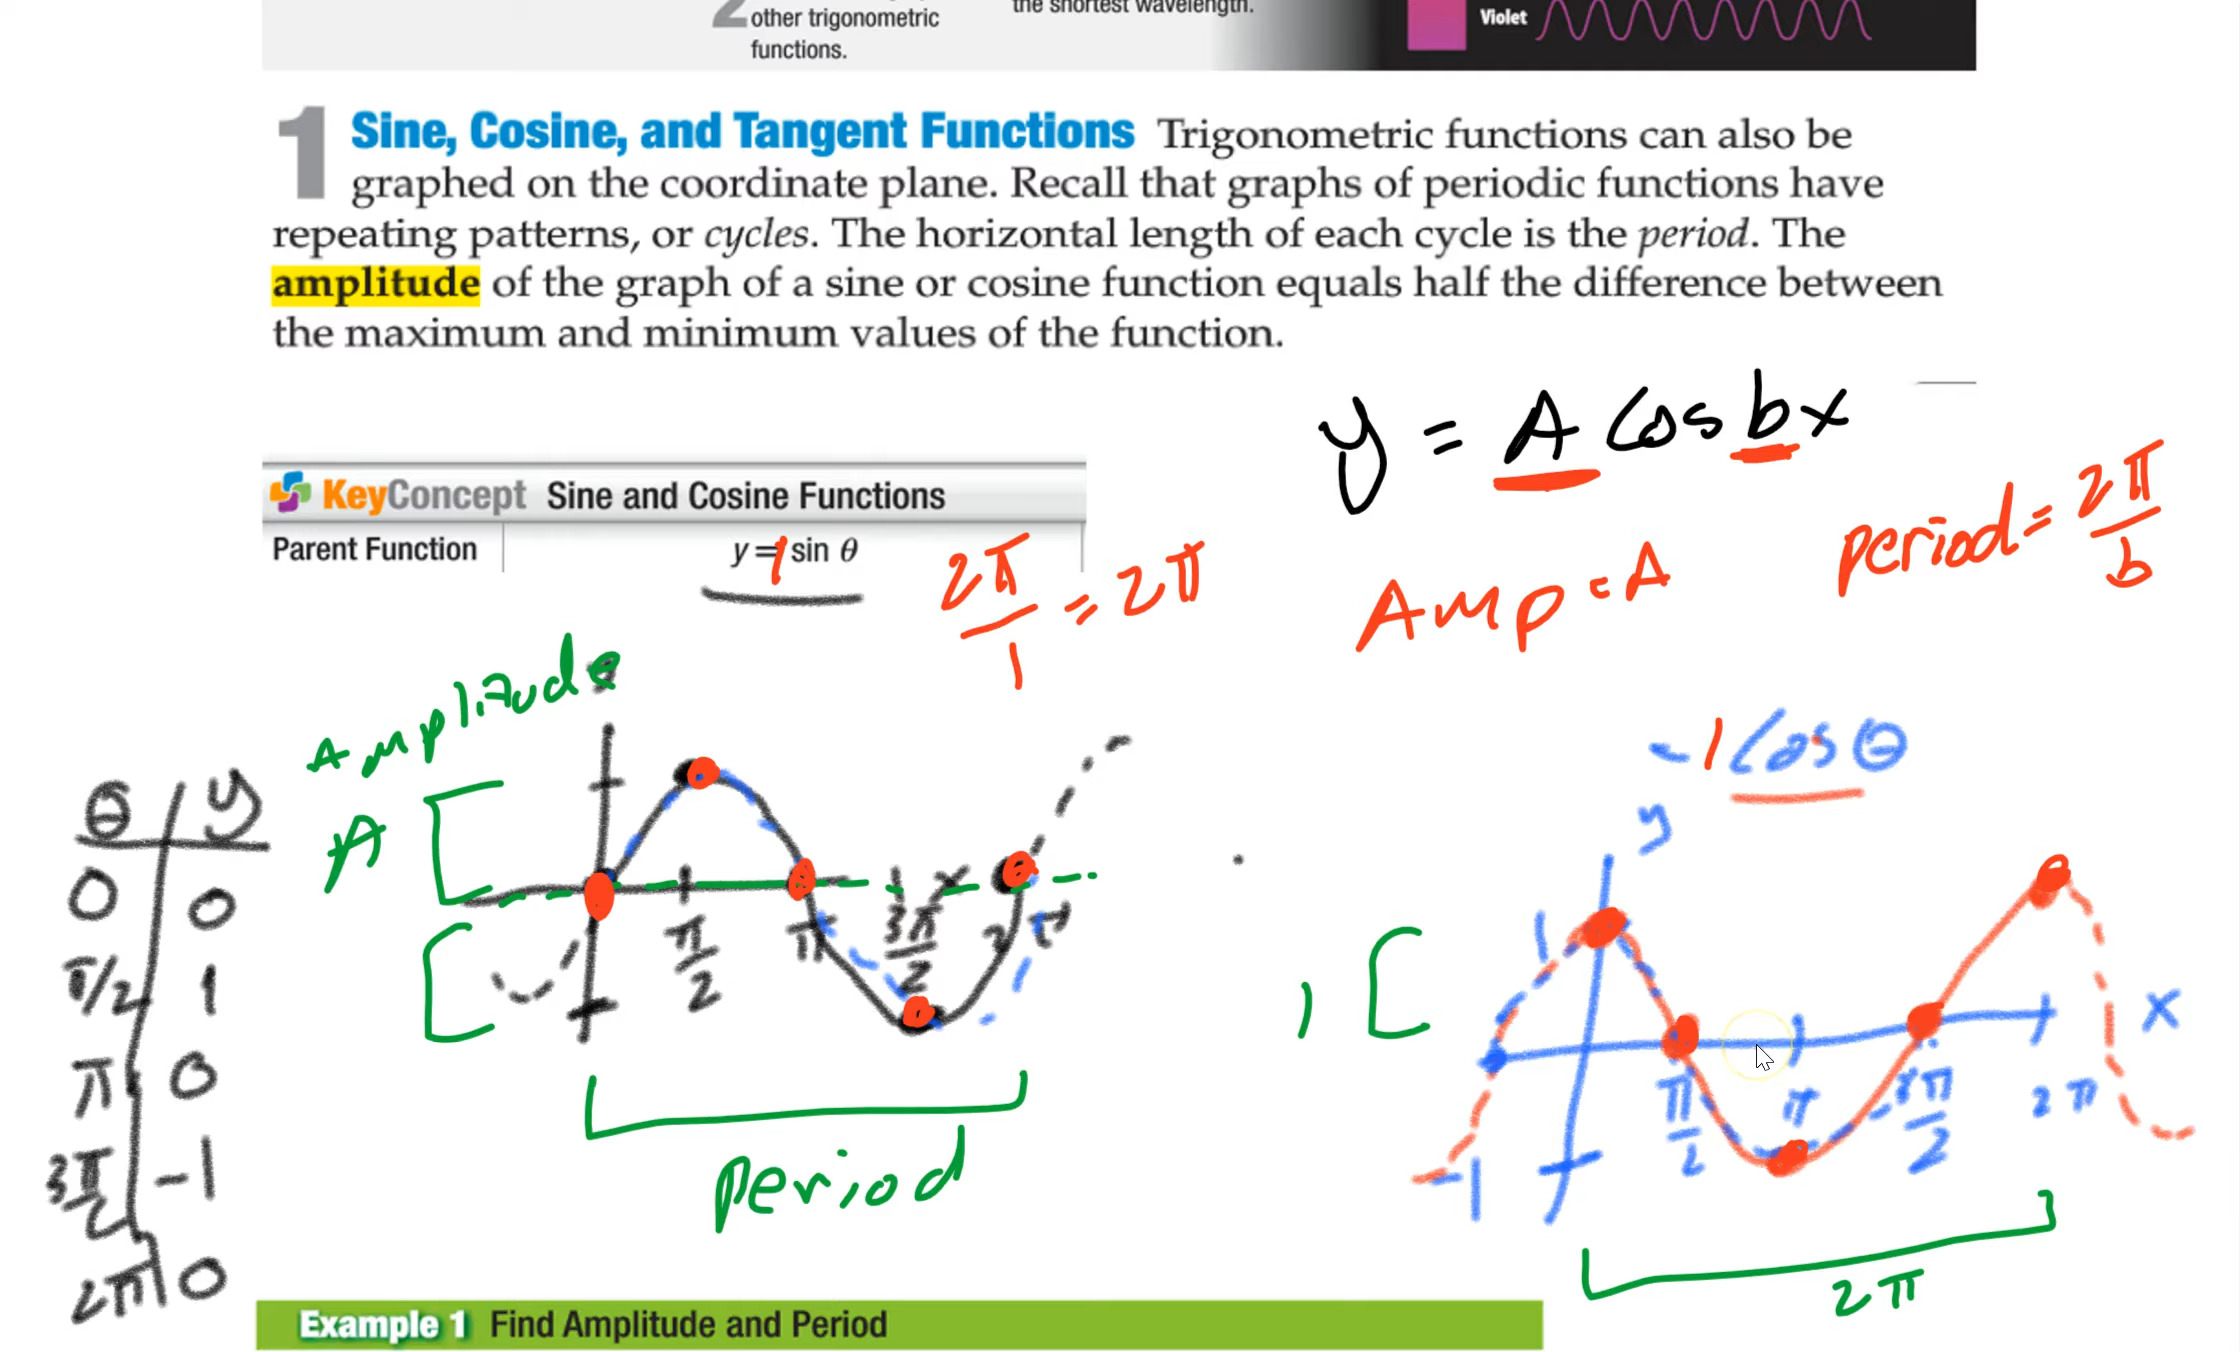 other trigonometric
functions.
the shortest wavelength.
Violet
1 Sine, Cosine, and Tangent Functions Trigonometric functions can also be
graphed on the coordinate plane. Recall that graphs of periodic functions have
repeating patterns, or cycles. The horizontal length of each cycle is the period. The
amplitude of the graph of a sine or cosine function equals half the difference between
the maximum and minimum values of the function.
y = A cos bx
KeyConcept Sine and Cosine Functions
Parent Function
y = 1 sin θ
2π/1 = 2π
Amp = A
period = 2π/b
Amplitude
A
θ y
0 0
π/2 1
π 0
3π/2 -1
2π 0
π/2
π
3π/2
x
2π
period
1 cos θ
y
1
1
x
π/2
π
3π/2
2π
-1
2π
Example 1 Find Amplitude and Period